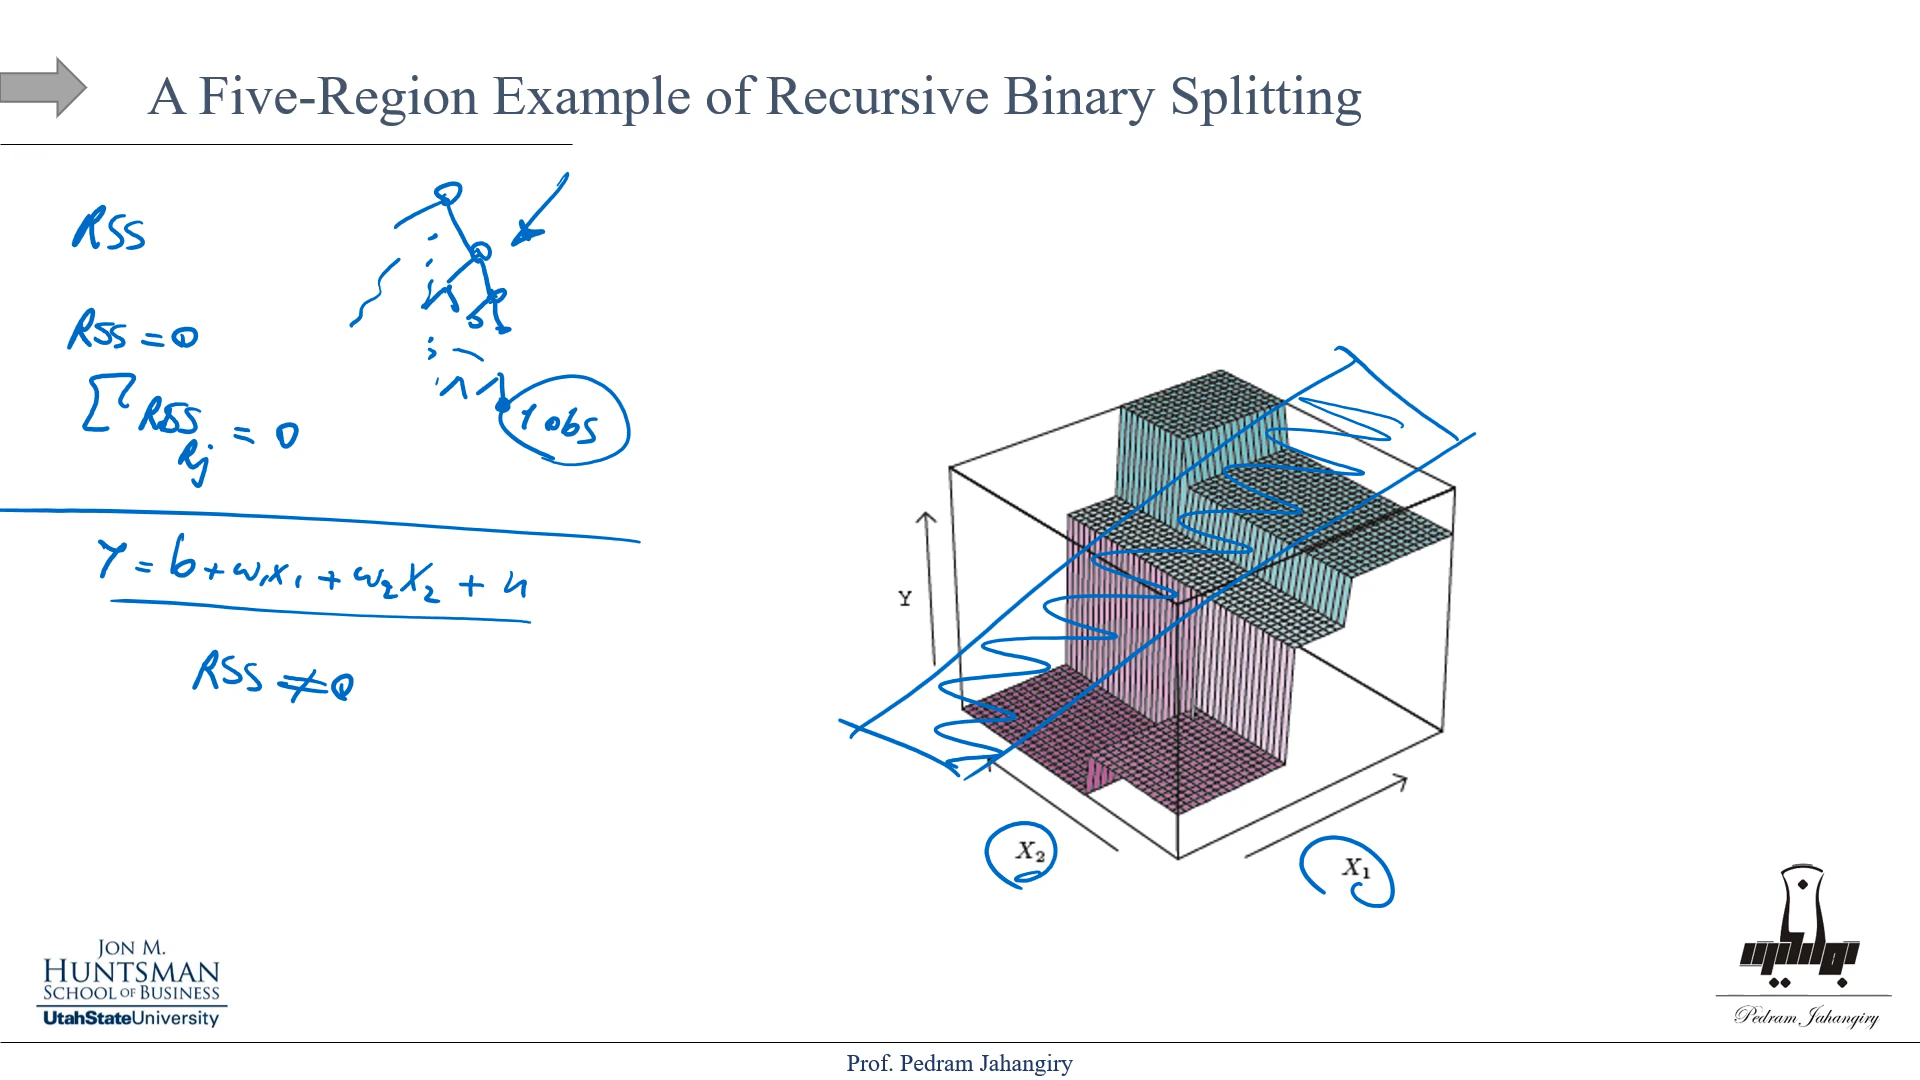 A Five-Region Example of Recursive Binary Splitting
RSS
RSS = 0
Σ RSS Rj = 0
1 obs
Y = b + w₁x₁ + w₂X₂ + u
RSS ≠ 0
Y
X₂
X₁
JON M.
HUNTSMAN
SCHOOL OF BUSINESS
UtahStateUniversity
Pedram Jahangiry
Prof. Pedram Jahangiry